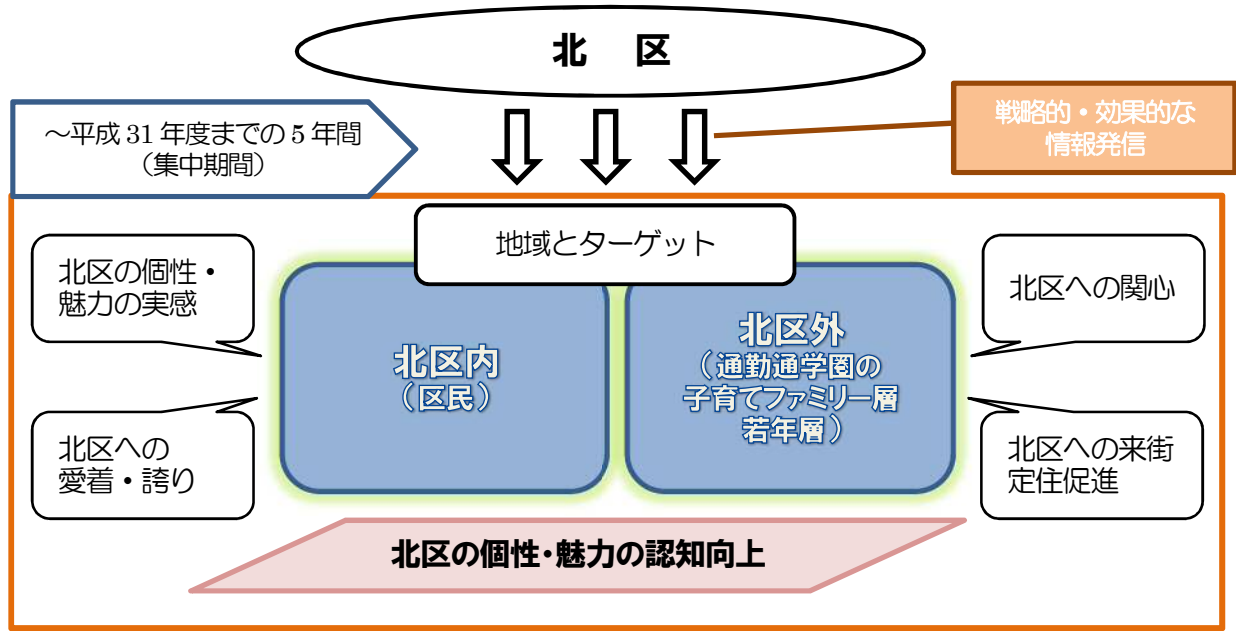 北　区
～平成 31 年度までの 5 年間
（集中期間）
戦略的・効果的な
情報発信
地域とターゲット
北区の個性・
魅力の実感
北区への
愛着・誇り
北区内
（区民）
北区外
（通勤通学圏の
子育てファミリー層
若年層）
北区への関心
北区への来街
定住促進
北区の個性・魅力の認知向上